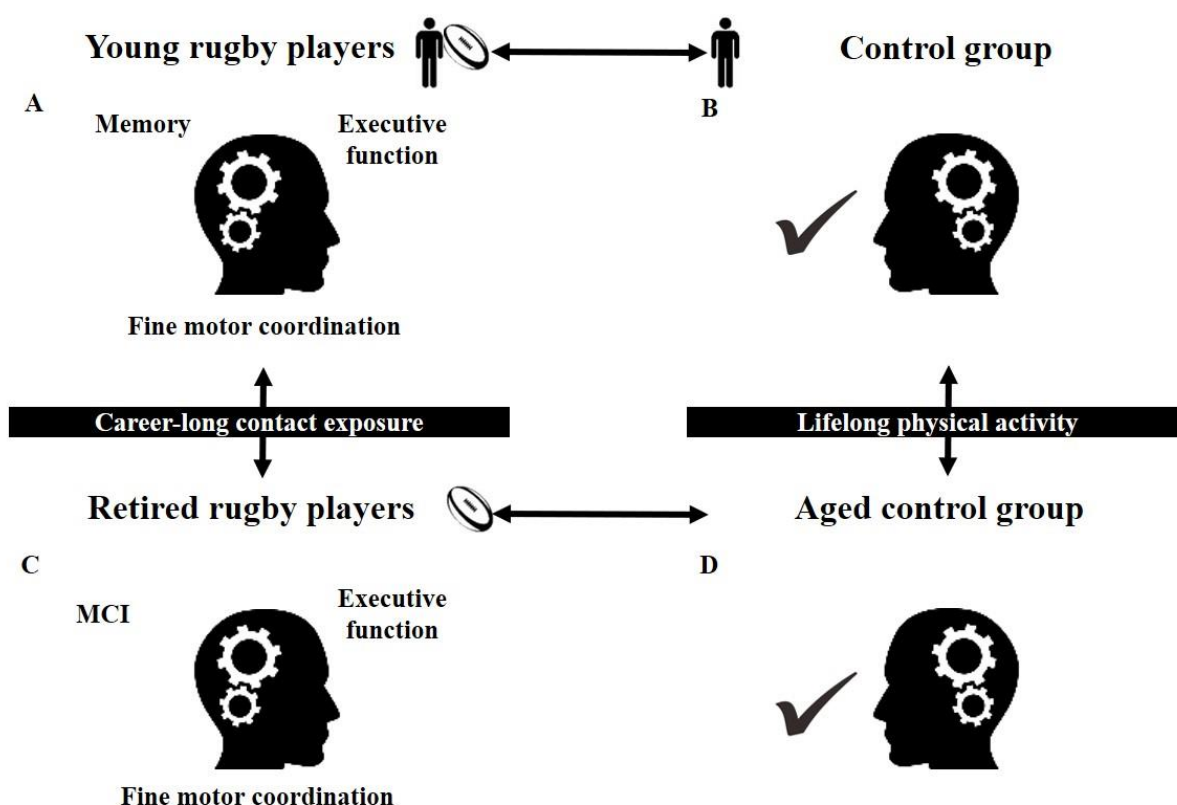 Young rugby players
Control group
A
B
Memory
Executive
function
Fine motor coordination
Career-long contact exposure
Lifelong physical activity
Retired rugby players
Aged control group
C
D
MCI
Executive
function
Fine motor coordination